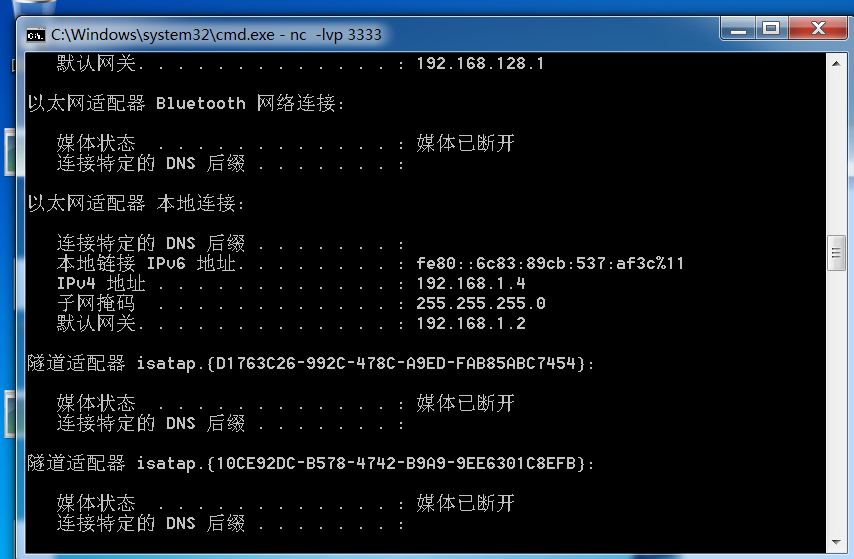 C:\Windows\system32\cmd.exe - nc -lvp 3333
默认网关. . . . . . . . . . . . . : 192.168.128.1
以太网适配器 Bluetooth 网络连接:
媒体状态 . . . . . . . . . . . . : 媒体已断开
连接特定的 DNS 后缀 . . . . . . . :
以太网适配器 本地连接:
连接特定的 DNS 后缀 . . . . . . . :
本地链接 IPv6 地址. . . . . . . . : fe80::6c83:89cb:537:af3c%11
IPv4 地址 . . . . . . . . . . . . : 192.168.1.4
子网掩码 . . . . . . . . . . . . : 255.255.255.0
默认网关. . . . . . . . . . . . . : 192.168.1.2
隧道适配器 isatap.{D1763C26-992C-478C-A9ED-FAB85ABC7454}:
媒体状态 . . . . . . . . . . . . : 媒体已断开
连接特定的 DNS 后缀 . . . . . . . :
隧道适配器 isatap.{10CE92DC-B578-4742-B9A9-9EE6301C8EFB}:
媒体状态 . . . . . . . . . . . . : 媒体已断开
连接特定的 DNS 后缀 . . . . . . . :